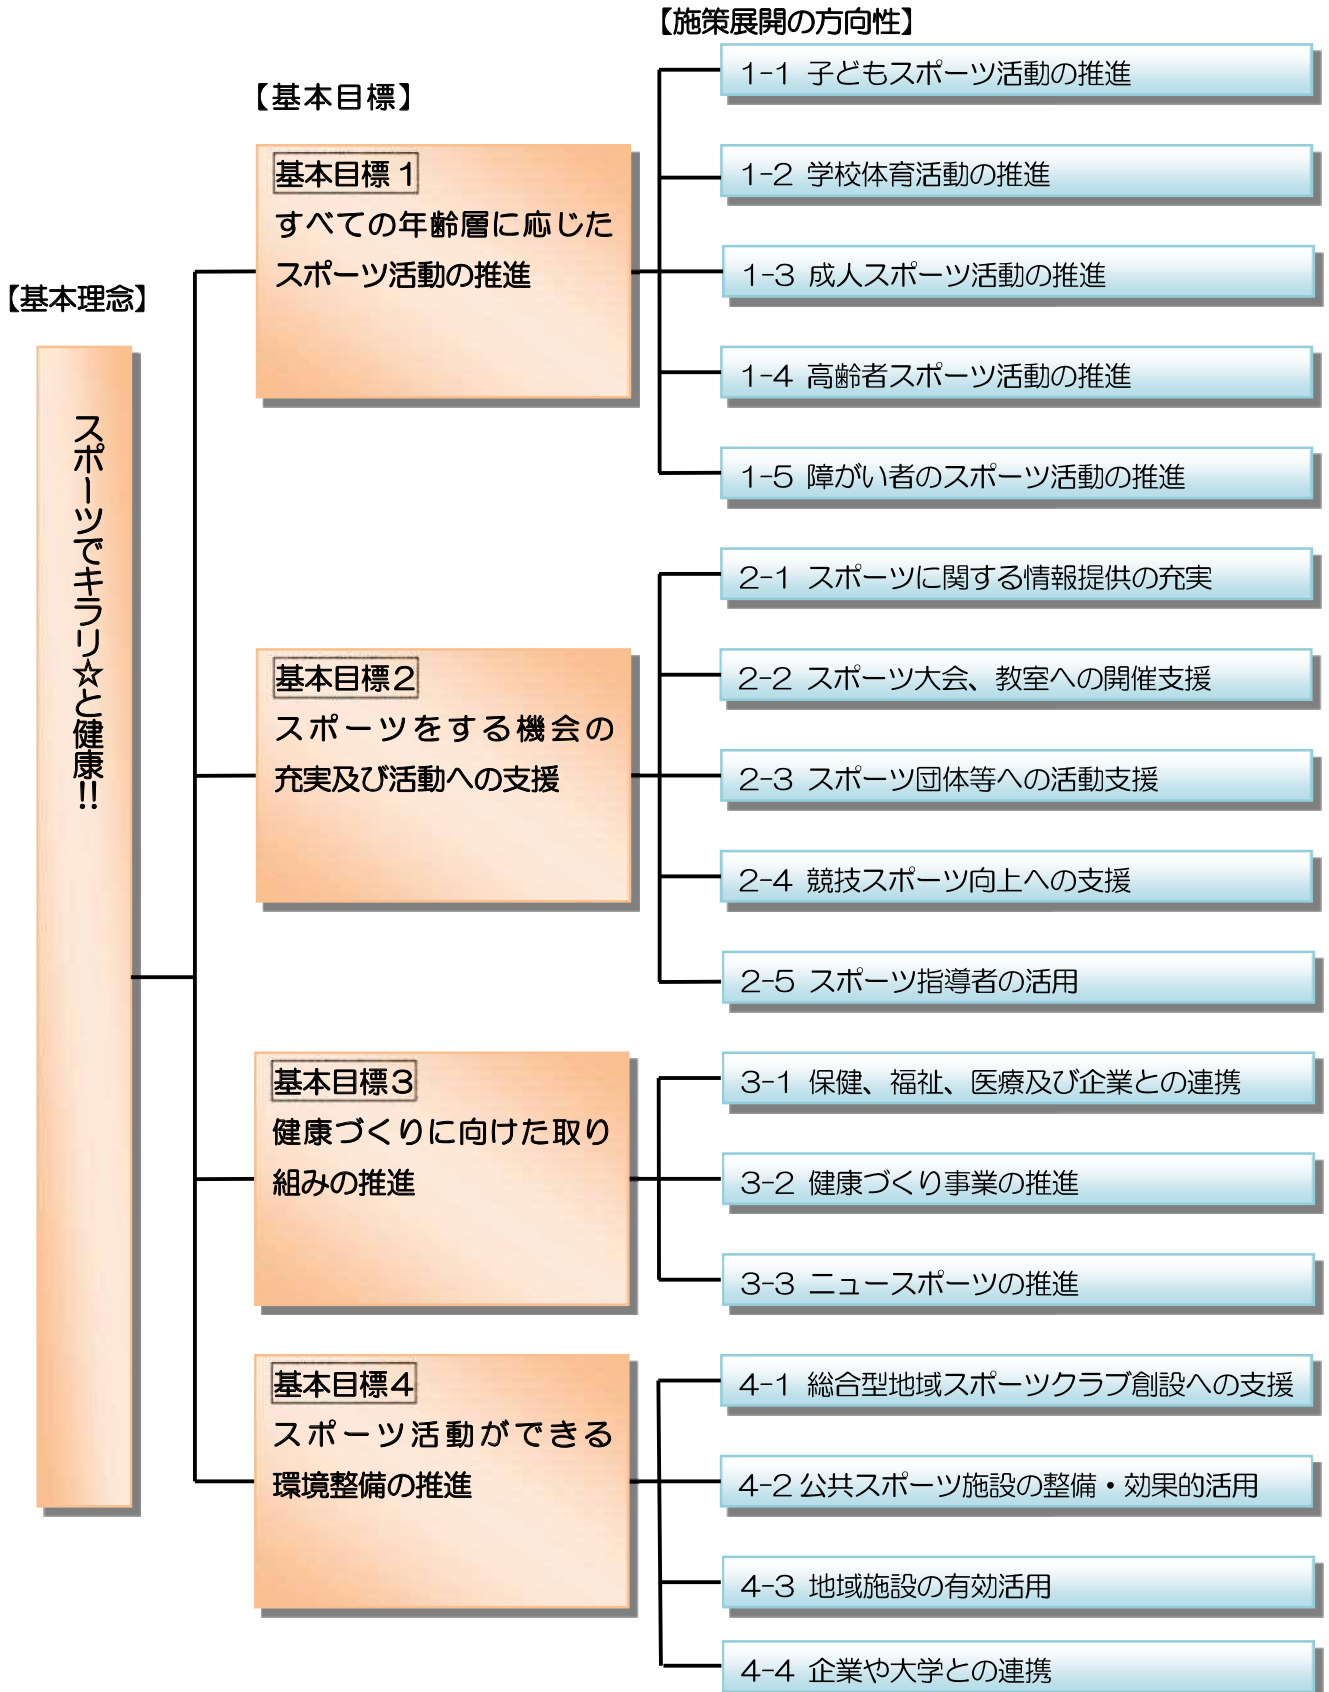 【施策展開の方向性】
【基本目標】
【基本理念】
スポーツでキラリ☆と健康!!
基本目標１
すべての年齢層に応じた
スポーツ活動の推進
1-1 子どもスポーツ活動の推進
1-2 学校体育活動の推進
1-3 成人スポーツ活動の推進
1-4 高齢者スポーツ活動の推進
1-5 障がい者のスポーツ活動の推進
基本目標２
スポーツをする機会の
充実及び活動への支援
2-1 スポーツに関する情報提供の充実
2-2 スポーツ大会、教室への開催支援
2-3 スポーツ団体等への活動支援
2-4 競技スポーツ向上への支援
2-5 スポーツ指導者の活用
基本目標３
健康づくりに向けた取り
組みの推進
3-1 保健、福祉、医療及び企業との連携
3-2 健康づくり事業の推進
3-3 ニュースポーツの推進
基本目標４
スポーツ活動ができる
環境整備の推進
4-1 総合型地域スポーツクラブ創設への支援
4-2 公共スポーツ施設の整備・効果的活用
4-3 地域施設の有効活用
4-4 企業や大学との連携